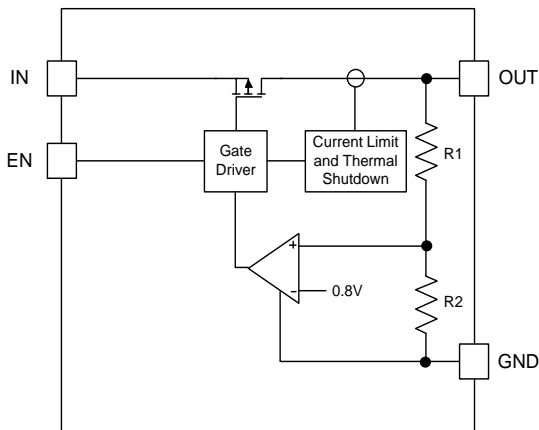 IN
OUT
EN
Gate
Driver
Current Limit
and Thermal
Shutdown
R1
+
-
0.8V
R2
GND